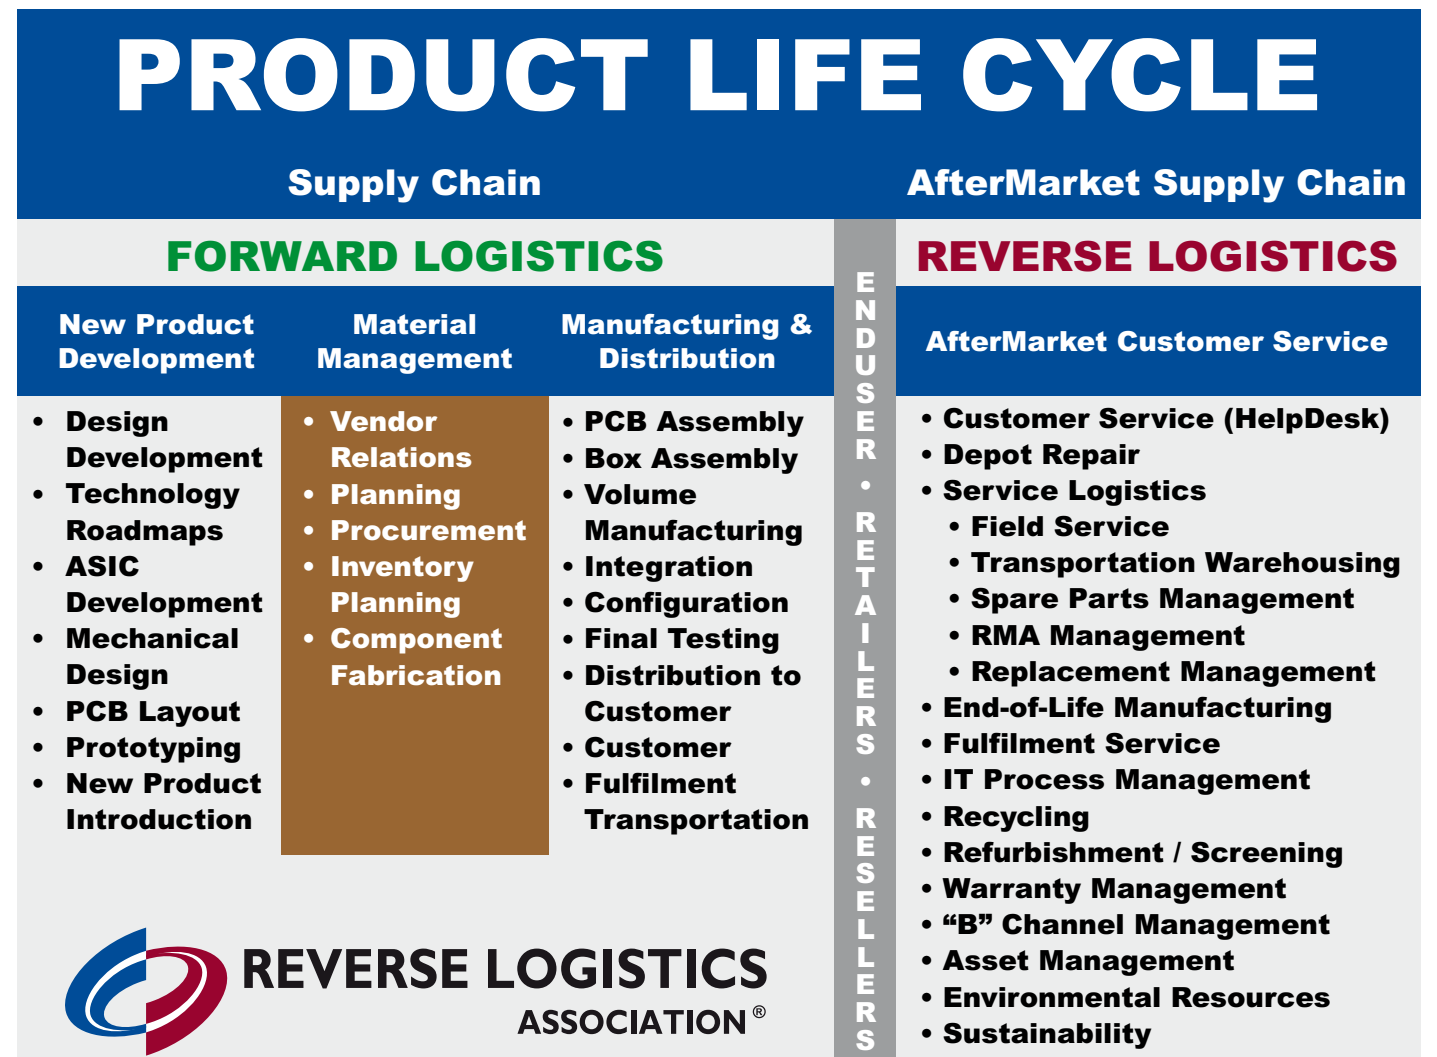 PRODUCT LIFE CYCLE
Supply Chain
AfterMarket Supply Chain
FORWARD LOGISTICS
New Product
Development
• Design
Development
• Technology
Roadmaps
• ASIC
Development
• Mechanical
Design
• PCB Layout
• Prototyping
• New Product
Introduction
Material
Management
• Vendor
Relations
• Planning
• Procurement
• Inventory
Planning
• Component
Fabrication
Manufacturing &
Distribution
• PCB Assembly
• Box Assembly
• Volume
Manufacturing
• Integration
• Configuration
• Final Testing
• Distribution to
Customer
• Customer
• Fulfilment
Transportation
ENDUSER • RETAILERS • RESELLERS
REVERSE LOGISTICS
AfterMarket Customer Service
• Customer Service (HelpDesk)
• Depot Repair
• Service Logistics
• Field Service
• Transportation Warehousing
• Spare Parts Management
• RMA Management
• Replacement Management
• End-of-Life Manufacturing
• Fulfilment Service
• IT Process Management
• Recycling
• Refurbishment / Screening
• Warranty Management
• “B” Channel Management
• Asset Management
• Environmental Resources
• Sustainability
REVERSE LOGISTICS
ASSOCIATION®